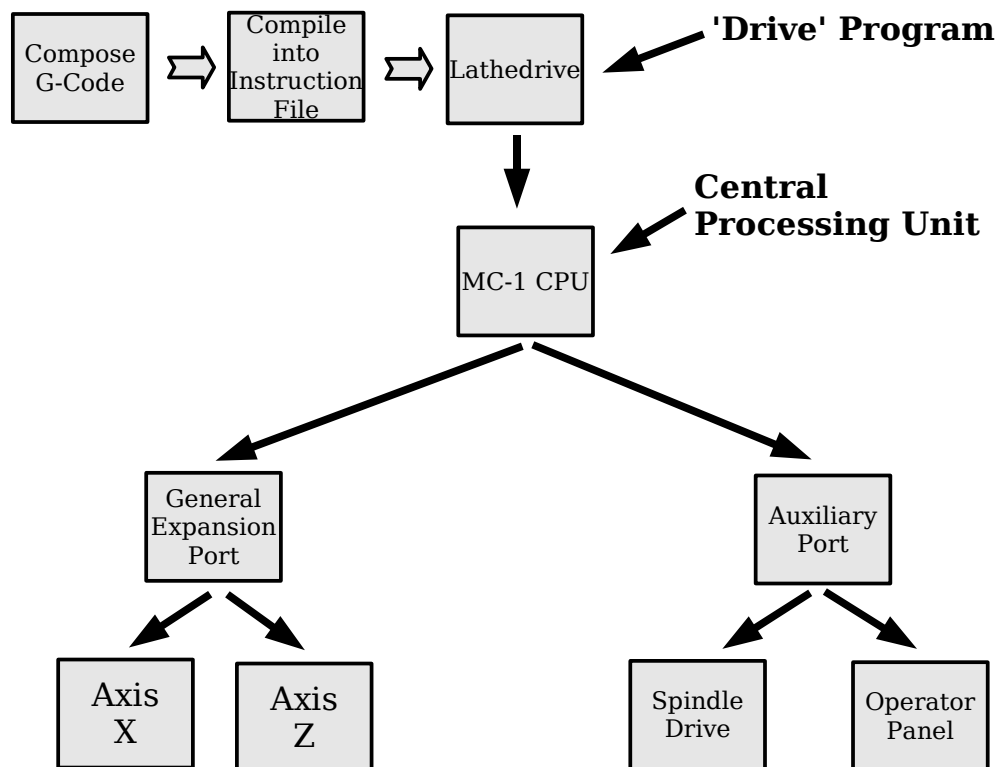 Compose
G-Code
Compile
into
Instruction
File
Lathedrive
'Drive' Program
Central
Processing Unit
MC-1 CPU
General
Expansion
Port
Auxiliary
Port
Axis
X
Axis
Z
Spindle
Drive
Operator
Panel